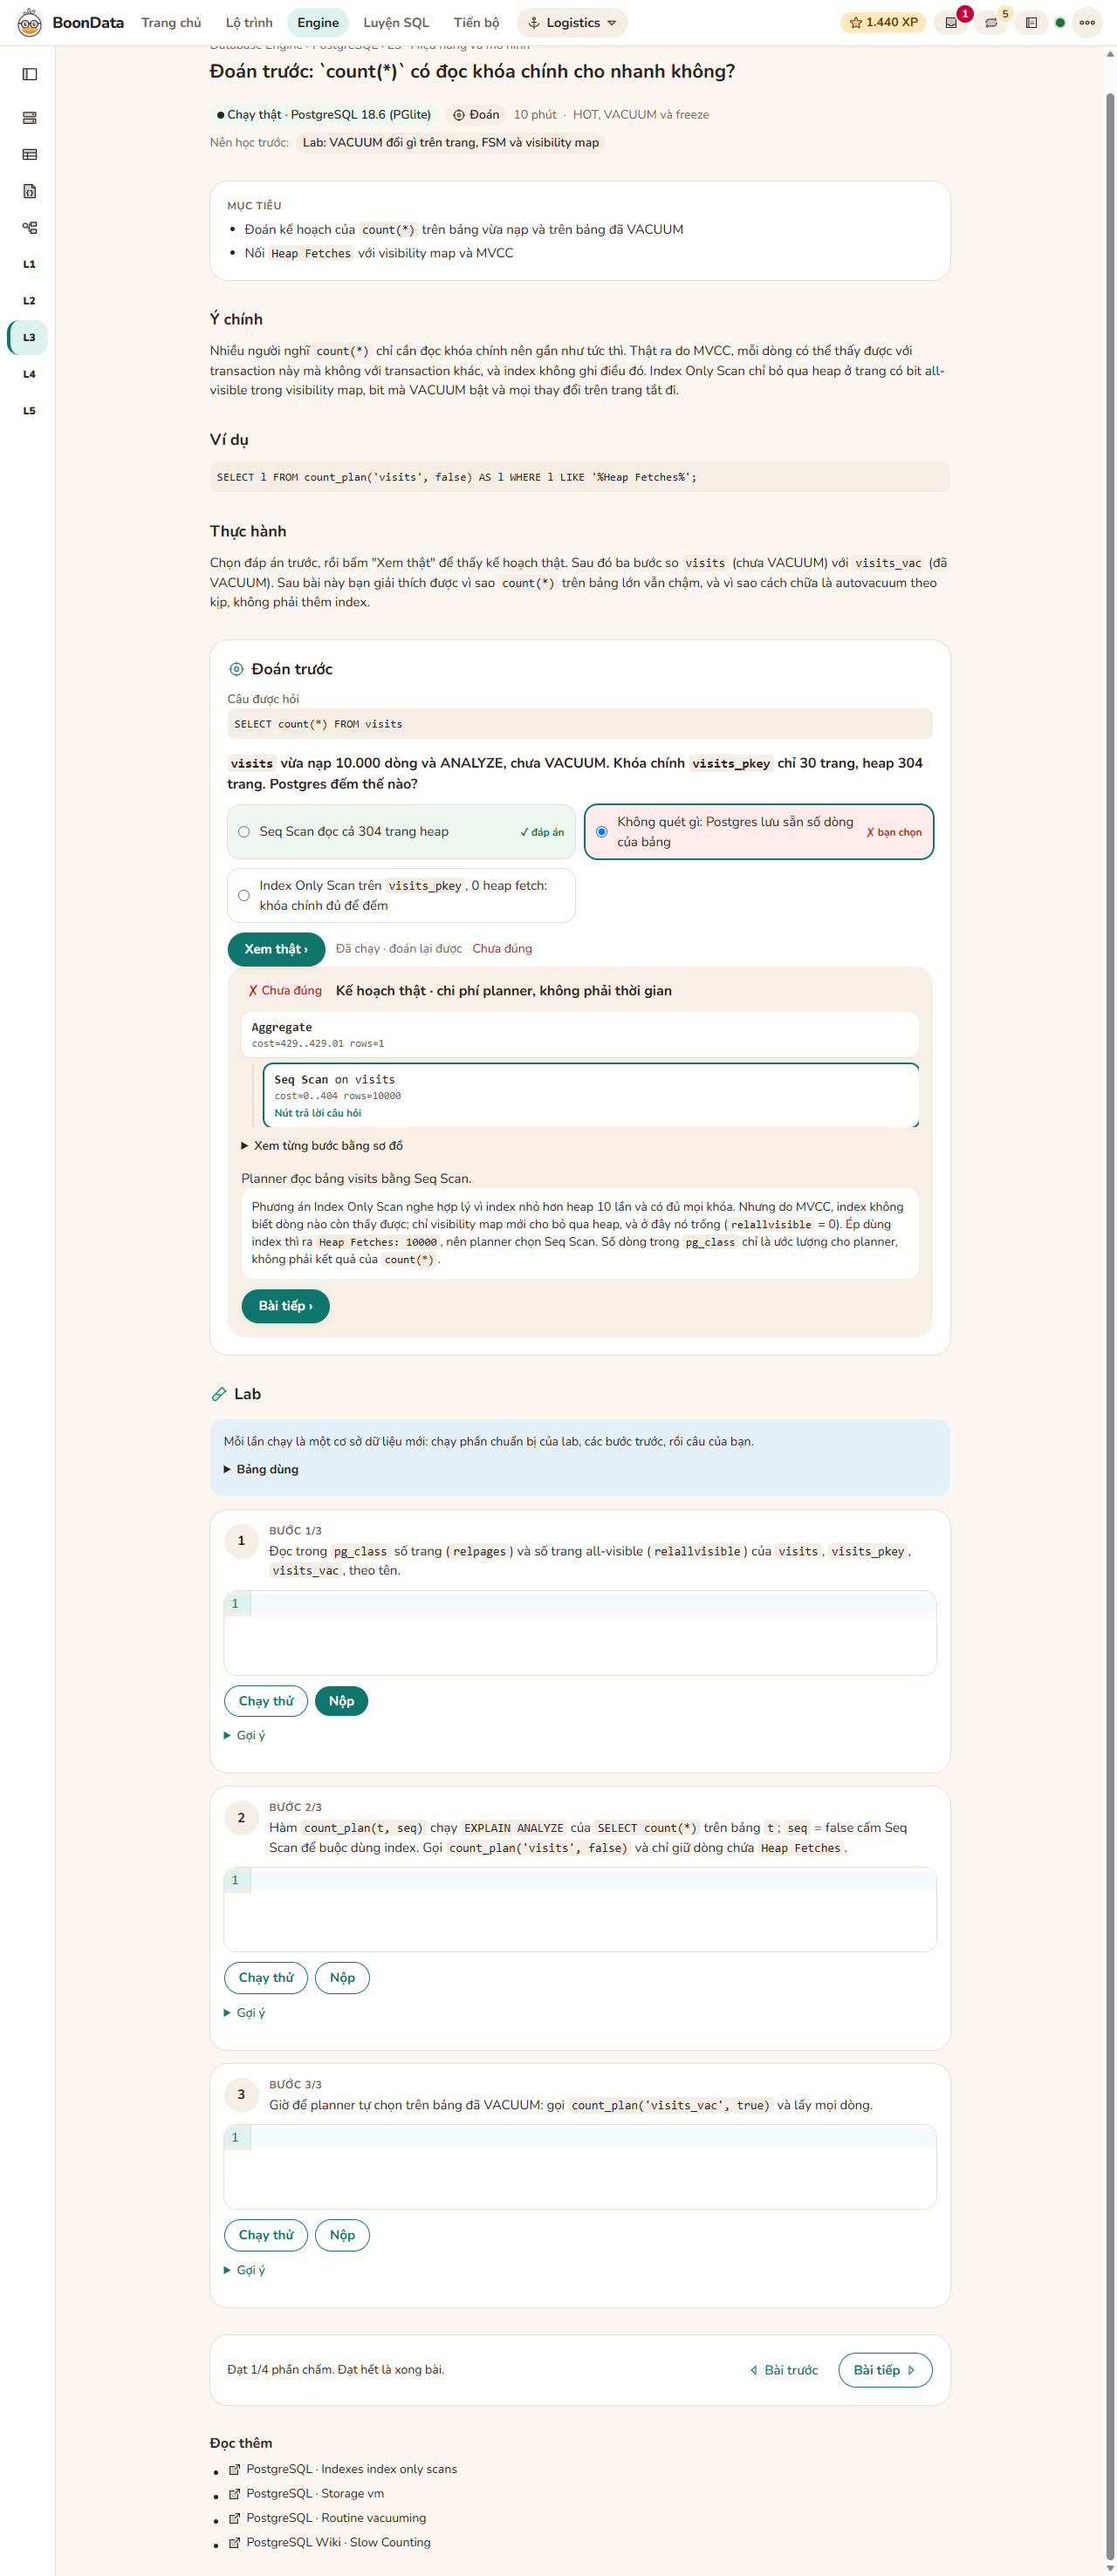 BoonData
Trang chủ
Lộ trình
Engine
Luyện SQL
Tiến bộ
Logistics
1.440 XP
1
5
L1
L2
L3
L4
L5
Đoán trước: `count(*)` có đọc khóa chính cho nhanh không?
Chạy thật · PostgreSQL 18.6 (PGlite)
Đoán
10 phút · HOT, VACUUM và freeze
Nên học trước: Lab: VACUUM đổi gì trên trang, FSM và visibility map
MỤC TIÊU
Đoán kế hoạch của count(*) trên bảng vừa nạp và trên bảng đã VACUUM
Nối Heap Fetches với visibility map và MVCC
Ý chính
Nhiều người nghĩ count(*) chỉ cần đọc khóa chính nên gần như tức thì. Thật ra do MVCC, mỗi dòng có thể thấy được với
transaction này mà không với transaction khác, và index không ghi điều đó. Index Only Scan chỉ bỏ qua heap ở trang có bit all-
visible trong visibility map, bit mà VACUUM bật và mọi thay đổi trên trang tắt đi.
Ví dụ
SELECT l FROM count_plan('visits', false) AS l WHERE l LIKE '%Heap Fetches%';
Thực hành
Chọn đáp án trước, rồi bấm "Xem thật" để thấy kế hoạch thật. Sau đó ba bước so visits (chưa VACUUM) với visits_vac (đã
VACUUM). Sau bài này bạn giải thích được vì sao count(*) trên bảng lớn vẫn chậm, và vì sao cách chữa là autovacuum theo
kịp, không phải thêm index.
Đoán trước
Câu được hỏi
SELECT count(*) FROM visits
visits vừa nạp 10.000 dòng và ANALYZE, chưa VACUUM. Khóa chính visits_pkey chỉ 30 trang, heap 304
trang. Postgres đếm thế nào?
Seq Scan đọc cả 304 trang heap
✓ đáp án
Không quét gì: Postgres lưu sẵn số dòng
của bảng
✗ bạn chọn
Index Only Scan trên visits_pkey, 0 heap fetch:
khóa chính đủ để đếm
Xem thật ›
Đã chạy · đoán lại được
Chưa đúng
✗ Chưa đúng
Kế hoạch thật · chi phí planner, không phải thời gian
Aggregate
cost=429..429.01 rows=1
Seq Scan on visits
cost=0..404 rows=10000
Nút trả lời câu hỏi
Xem từng bước bằng sơ đồ
Planner đọc bảng visits bằng Seq Scan.
Phương án Index Only Scan nghe hợp lý vì index nhỏ hơn heap 10 lần và có đủ mọi khóa. Nhưng do MVCC, index không
biết dòng nào còn thấy được; chỉ visibility map mới cho bỏ qua heap, và ở đây nó trống (relallvisible = 0). Ép dùng
index thì ra Heap Fetches: 10000, nên planner chọn Seq Scan. Số dòng trong pg_class chỉ là ước lượng cho planner,
không phải kết quả của count(*).
Bài tiếp ›
Lab
Mỗi lần chạy là một cơ sở dữ liệu mới: chạy phần chuẩn bị của lab, các bước trước, rồi câu của bạn.
Bảng dùng
1
BƯỚC 1/3
Đọc trong pg_class số trang (relpages) và số trang all-visible (relallvisible) của visits, visits_pkey,
visits_vac, theo tên.
1
Chạy thử
Nộp
Gợi ý
2
BƯỚC 2/3
Hàm count_plan(t, seq) chạy EXPLAIN ANALYZE của SELECT count(*) trên bảng t; seq = false cấm Seq
Scan để buộc dùng index. Gọi count_plan('visits', false) và chỉ giữ dòng chứa Heap Fetches.
1
Chạy thử
Nộp
Gợi ý
3
BƯỚC 3/3
Giờ để planner tự chọn trên bảng đã VACUUM: gọi count_plan('visits_vac', true) và lấy mọi dòng.
1
Chạy thử
Nộp
Gợi ý
Đạt 1/4 phần chấm. Đạt hết là xong bài.
Bài trước
Bài tiếp
Đọc thêm
PostgreSQL · Indexes index only scans
PostgreSQL · Storage vm
PostgreSQL · Routine vacuuming
PostgreSQL Wiki · Slow Counting